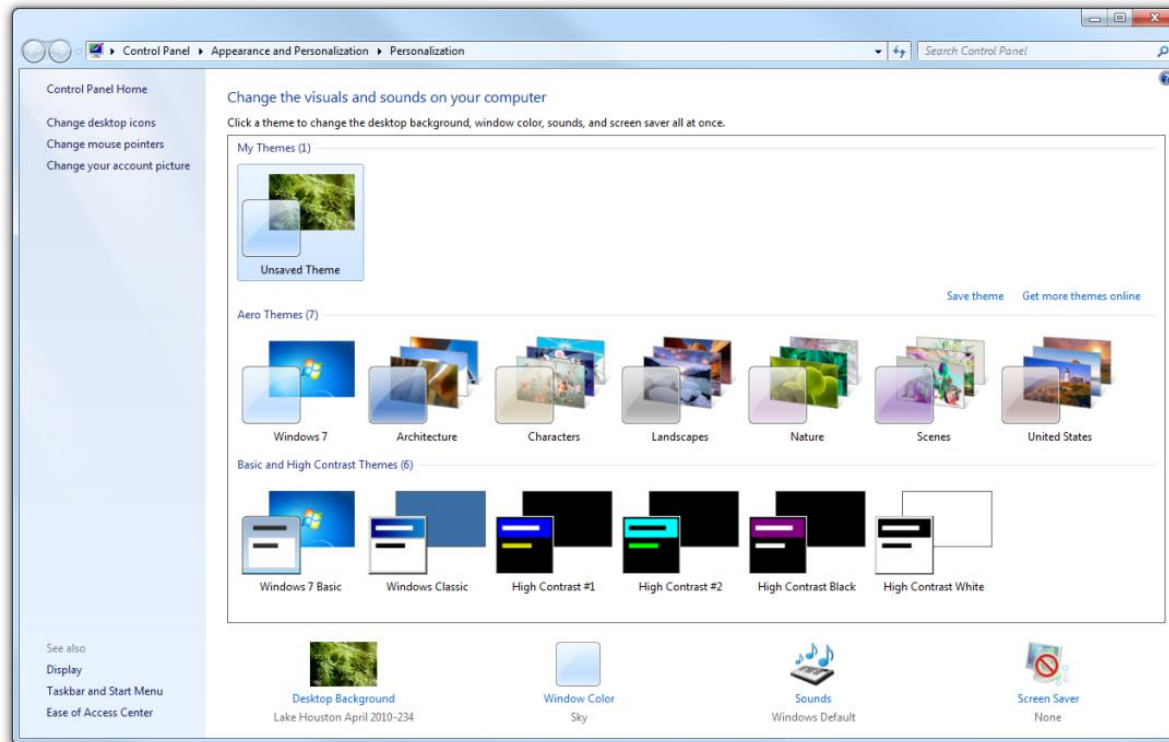 Control Panel ▸ Appearance and Personalization ▸ Personalization
Search Control Panel
Control Panel Home
Change desktop icons
Change mouse pointers
Change your account picture
Change the visuals and sounds on your computer
Click a theme to change the desktop background, window color, sounds, and screen saver all at once.
My Themes (1)
Unsaved Theme
Save theme Get more themes online
Aero Themes (7)
Windows 7 Architecture Characters Landscapes Nature Scenes United States
Basic and High Contrast Themes (6)
Windows 7 Basic Windows Classic High Contrast #1 High Contrast #2 High Contrast Black High Contrast White
See also
Display
Taskbar and Start Menu
Ease of Access Center
Desktop Background Window Color Sounds Screen Saver
Lake Houston April 2010-234 Sky Windows Default None